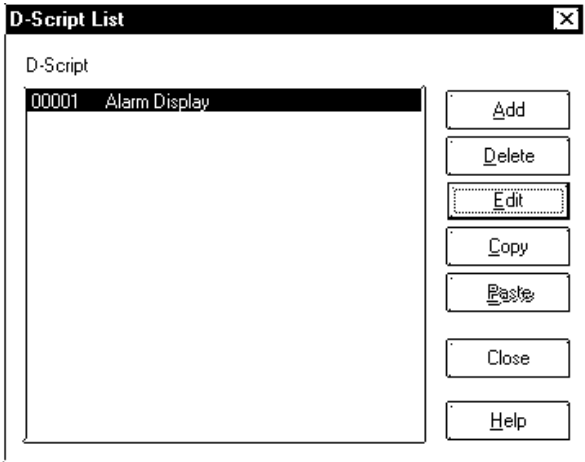 D-Script List
D-Script
00001 Alarm Display
Add
Delete
Edit
Copy
Paste
Close
Help